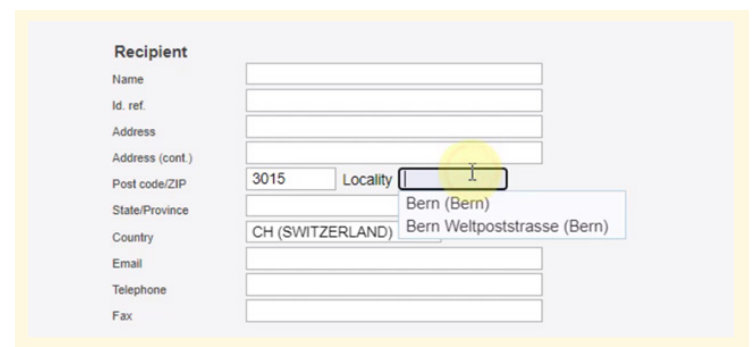 Recipient
Name
Id. ref.
Address
Address (cont.)
Post code/ZIP 3015 Locality
Bern (Bern)
State/Province
Bern Weltpoststrasse (Bern)
Country CH (SWITZERLAND)
Email
Telephone
Fax